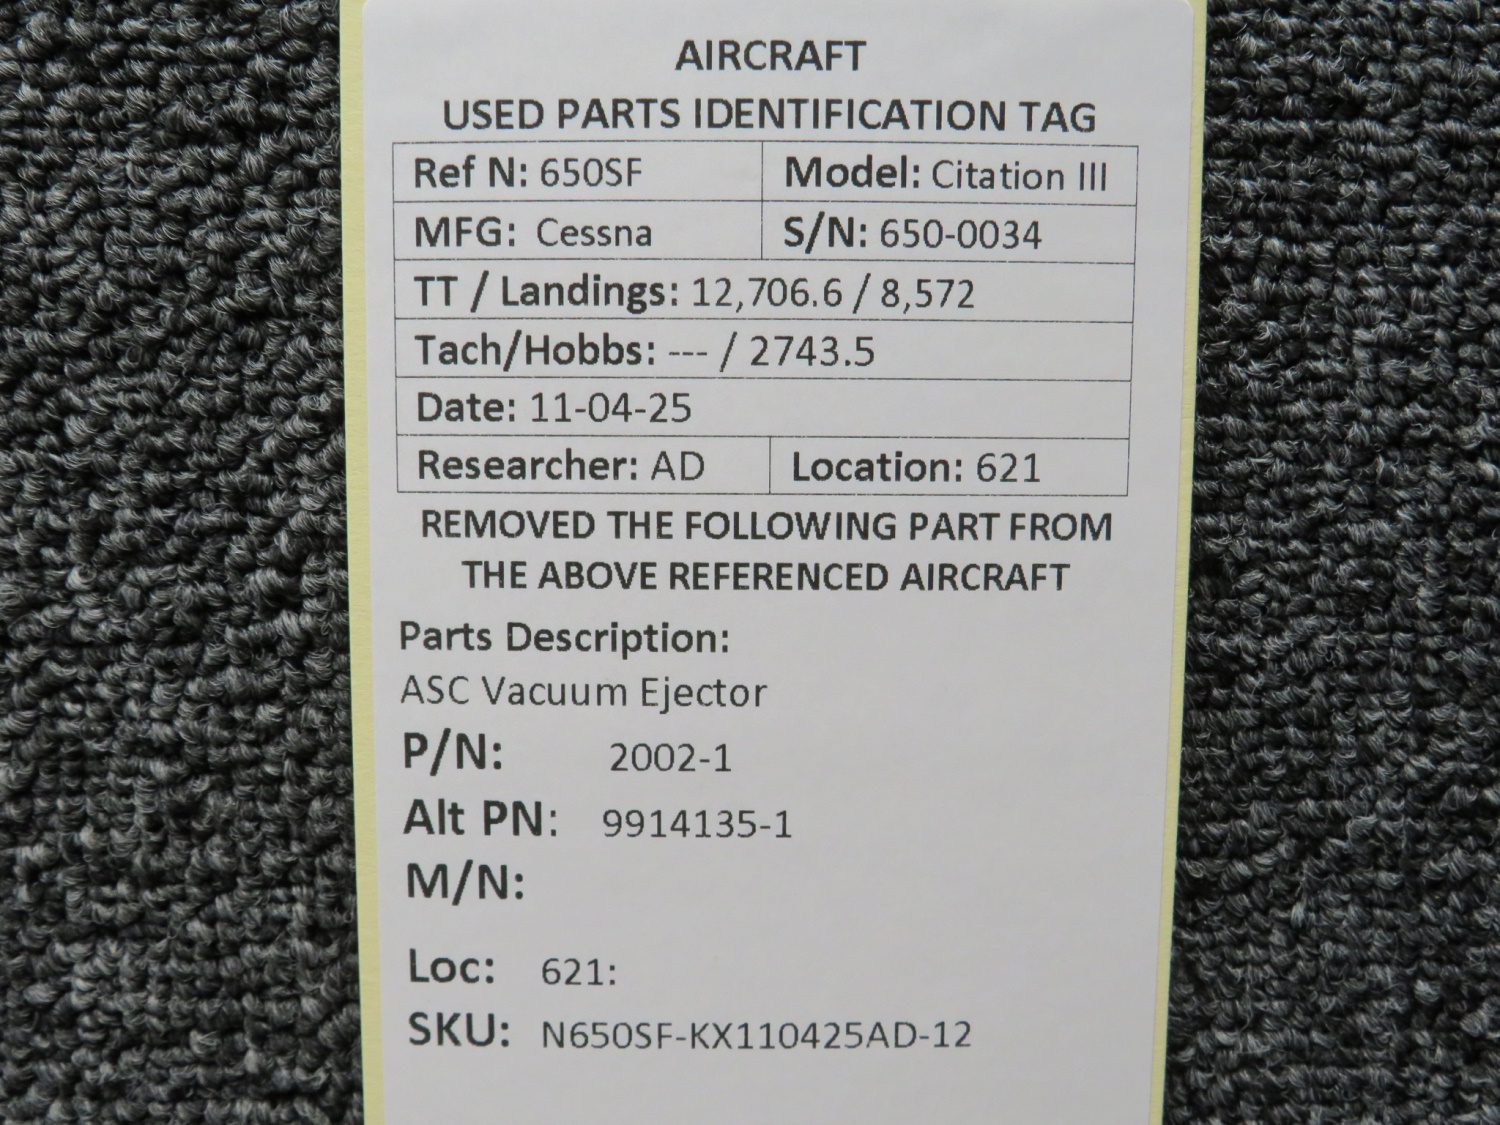 AIRCRAFT
USED PARTS IDENTIFICATION TAG
Ref N: 650SF Model: Citation III
MFG: Cessna S/N: 650-0034
TT / Landings: 12,706.6 / 8,572
Tach/Hobbs: --- / 2743.5
Date: 11-04-25
Researcher: AD Location: 621
REMOVED THE FOLLOWING PART FROM
THE ABOVE REFERENCED AIRCRAFT
Parts Description:
ASC Vacuum Ejector
P/N: 2002-1
Alt PN: 9914135-1
M/N:
Loc: 621:
SKU: N650SF-KX110425AD-12